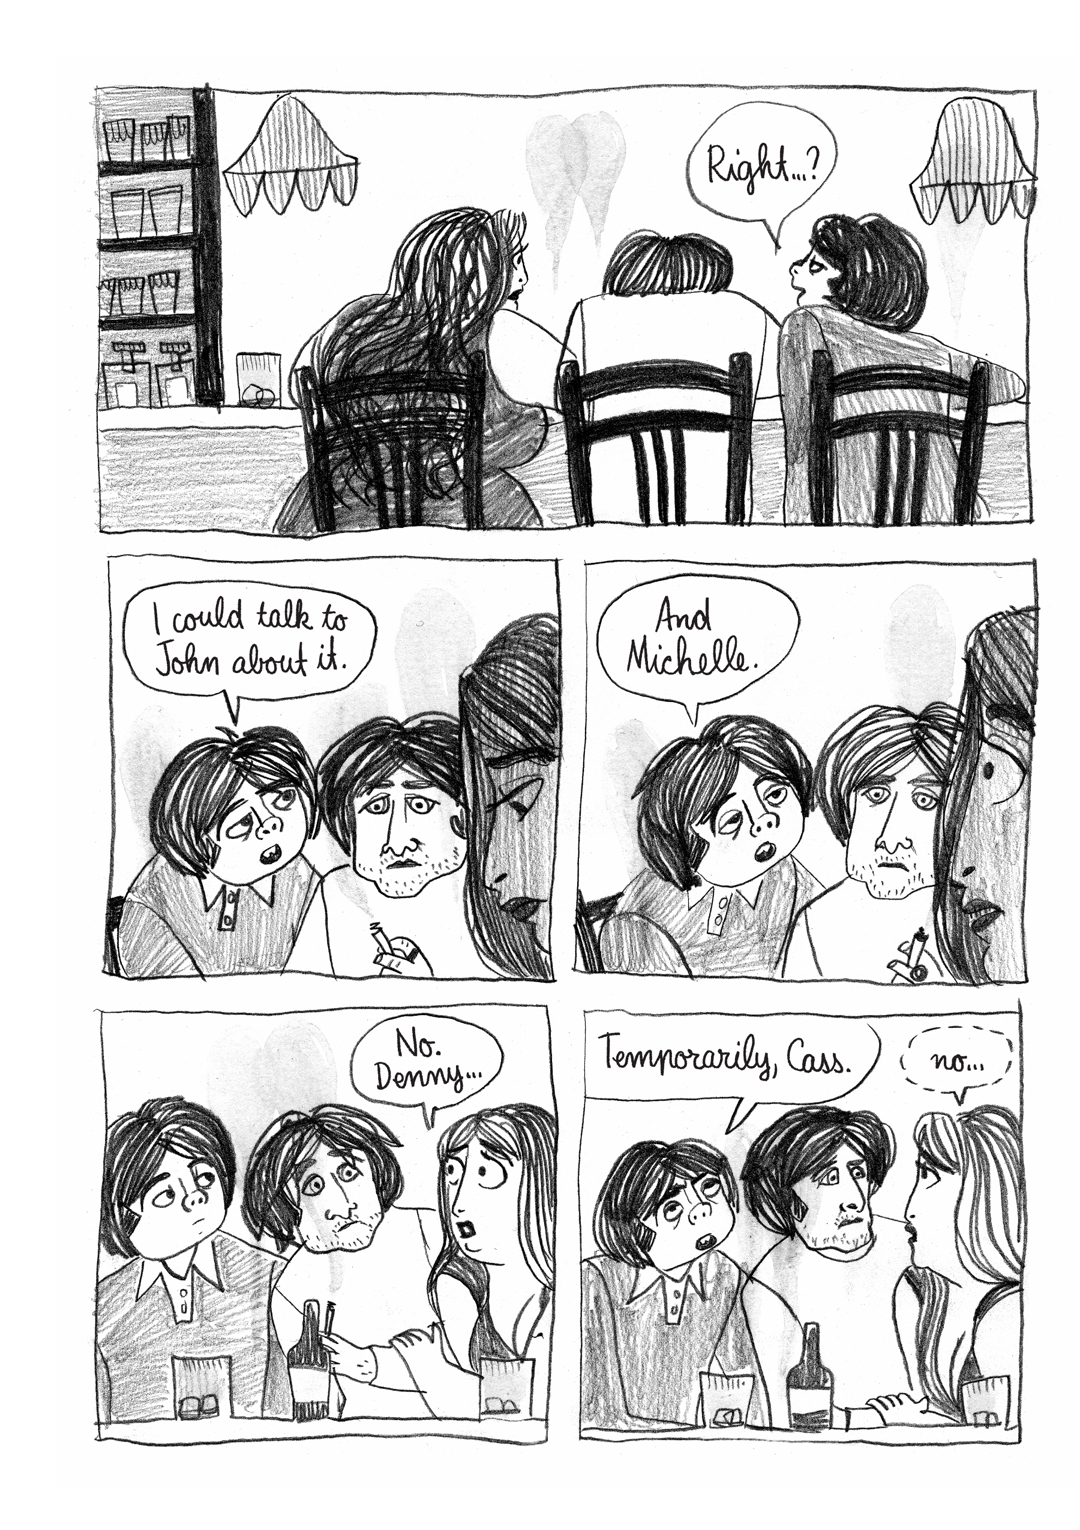 Right...?
I could talk to
John about it.
And
Michelle.
No.
Denny...
Temporarily, Cass.
no...